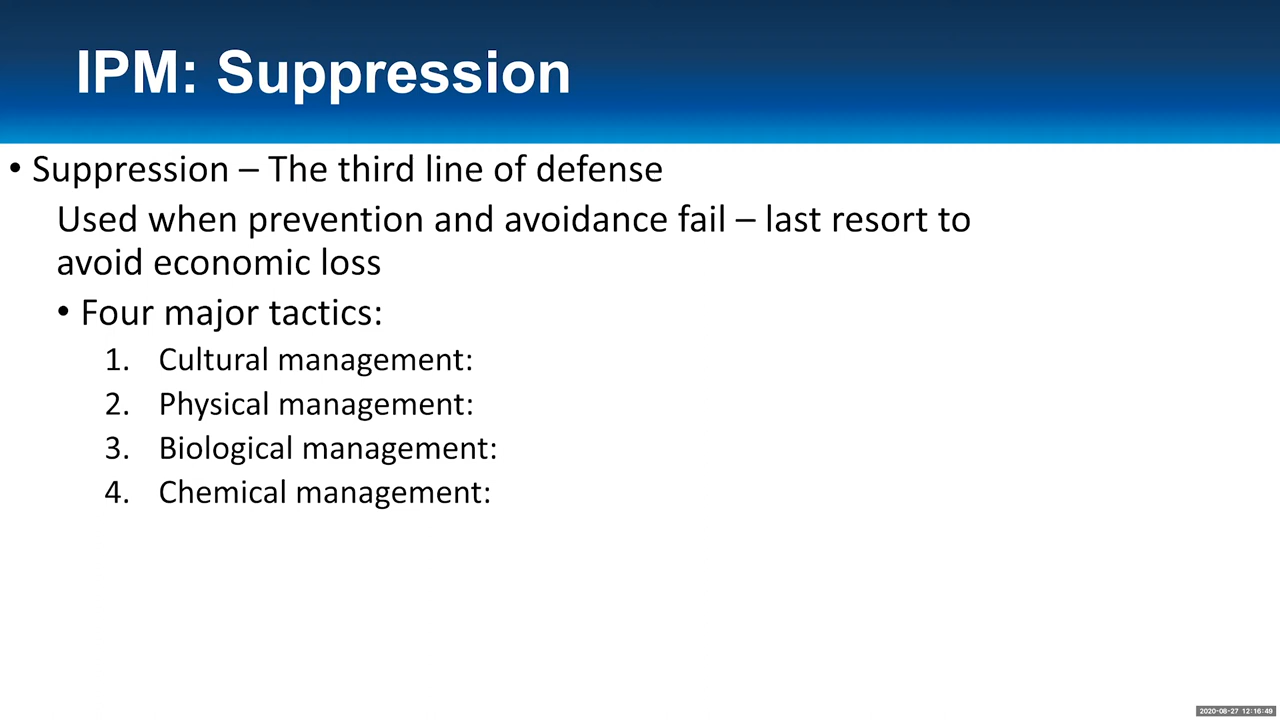 IPM: Suppression
• Suppression – The third line of defense
Used when prevention and avoidance fail – last resort to
avoid economic loss
• Four major tactics:
1. Cultural management:
2. Physical management:
3. Biological management:
4. Chemical management:
2020-08-27 12:16:49